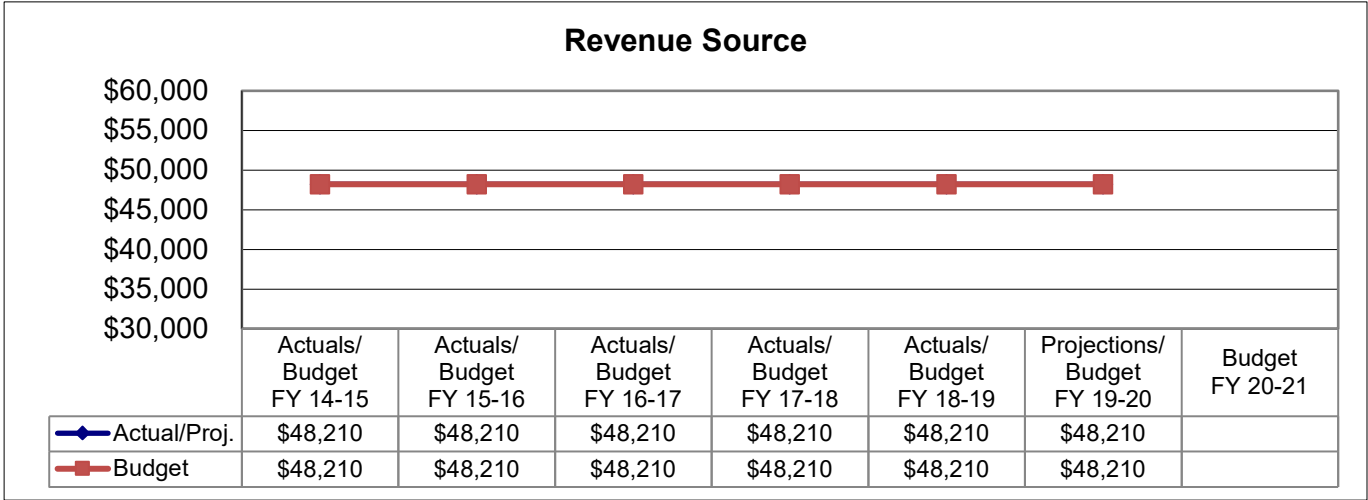 Revenue Source
$60,000
$55,000
$50,000
$45,000
$40,000
$35,000
$30,000
Actuals/ Actuals/ Actuals/ Actuals/ Actuals/ Projections/
Budget Budget Budget Budget Budget Budget Budget
FY 14-15 FY 15-16 FY 16-17 FY 17-18 FY 18-19 FY 19-20 FY 20-21
Actual/Proj. $48,210 $48,210 $48,210 $48,210 $48,210 $48,210
Budget $48,210 $48,210 $48,210 $48,210 $48,210 $48,210